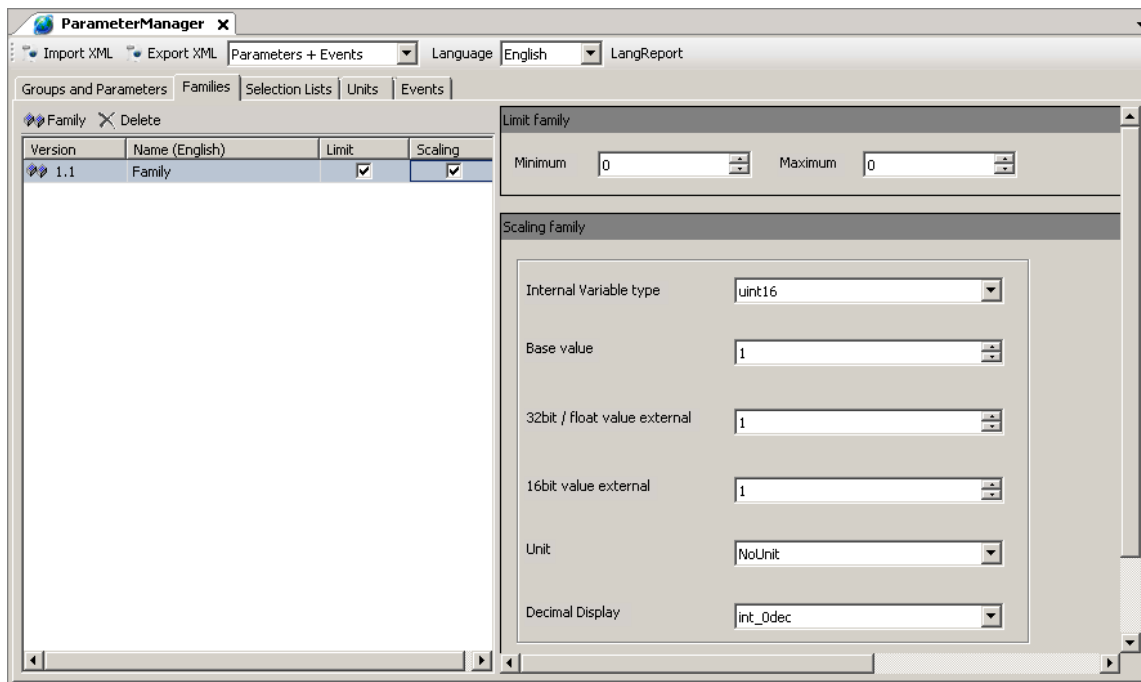 ParameterManager x
Import XML Export XML Parameters + Events Language English LangReport
Groups and Parameters Families Selection Lists Units Events
Family Delete
Version Name (English) Limit Scaling
1.1 Family
Limit family
Minimum 0 Maximum 0
Scaling family
Internal Variable type uint16
Base value 1
32bit / float value external 1
16bit value external 1
Unit NoUnit
Decimal Display int_0dec